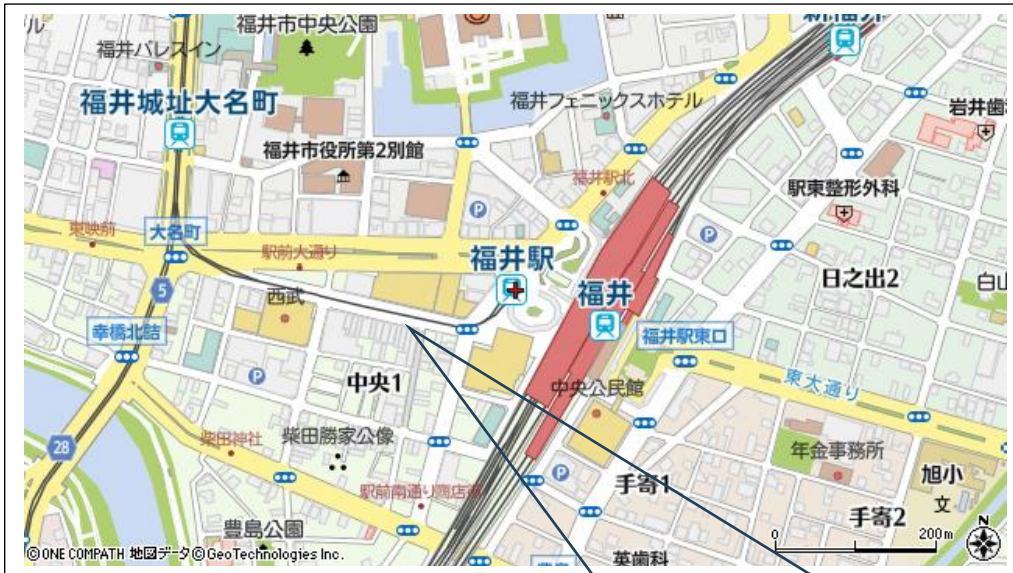 福井市中央公園
新福井
福井パレスイン
福井城址大名町
福井フェニックスホテル
岩井歯科
福井市役所第2別館
福井駅北
駅東整形外科
東映前
大名町
駅前大通り
福井駅
P
P
日之出2
白山
5
西武
福井
幸橋北詰
福井駅東口
P
中央1
中央公民館
東大通り
28
柴田神社
柴田勝家公像
年金事務所
旭小
文
P
手寄1
駅前南通り商店街
手寄2
豊島公園
0
200m
N
英歯科
©ONE COMPATH 地図データ©GeoTechnologies Inc.